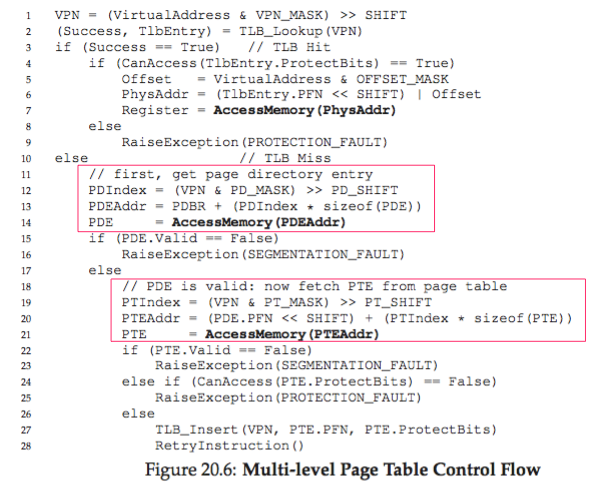 1 VPN = (VirtualAddress & VPN_MASK) >> SHIFT
2 (Success, TlbEntry) = TLB_Lookup(VPN)
3 if (Success == True) // TLB Hit
4 if (CanAccess(TlbEntry.ProtectBits) == True)
5 Offset = VirtualAddress & OFFSET_MASK
6 PhysAddr = (TlbEntry.PFN << SHIFT) | Offset
7 Register = AccessMemory(PhysAddr)
8 else
9 RaiseException(PROTECTION_FAULT)
10 else // TLB Miss
11 // first, get page directory entry
12 PDIndex = (VPN & PD_MASK) >> PD_SHIFT
13 PDEAddr = PDBR + (PDIndex * sizeof(PDE))
14 PDE = AccessMemory(PDEAddr)
15 if (PDE.Valid == False)
16 RaiseException(SEGMENTATION_FAULT)
17 else
18 // PDE is valid: now fetch PTE from page table
19 PTIndex = (VPN & PT_MASK) >> PT_SHIFT
20 PTEAddr = (PDE.PFN << SHIFT) + (PTIndex * sizeof(PTE))
21 PTE = AccessMemory(PTEAddr)
22 if (PTE.Valid == False)
23 RaiseException(SEGMENTATION_FAULT)
24 else if (CanAccess(PTE.ProtectBits) == False)
25 RaiseException(PROTECTION_FAULT)
26 else
27 TLB_Insert(VPN, PTE.PFN, PTE.ProtectBits)
28 RetryInstruction()
Figure 20.6: Multi-level Page Table Control Flow